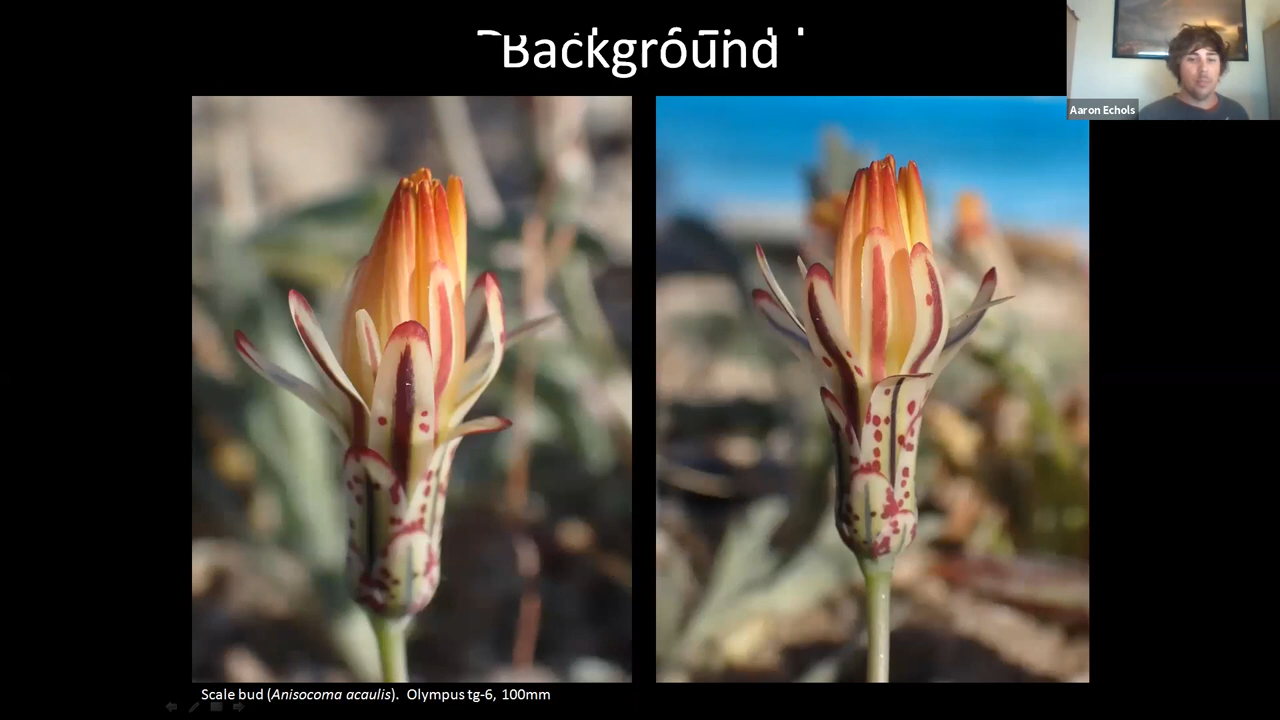 Background
Aaron Echols
Scale bud (Anisocoma acaulis).  Olympus tg-6, 100mm